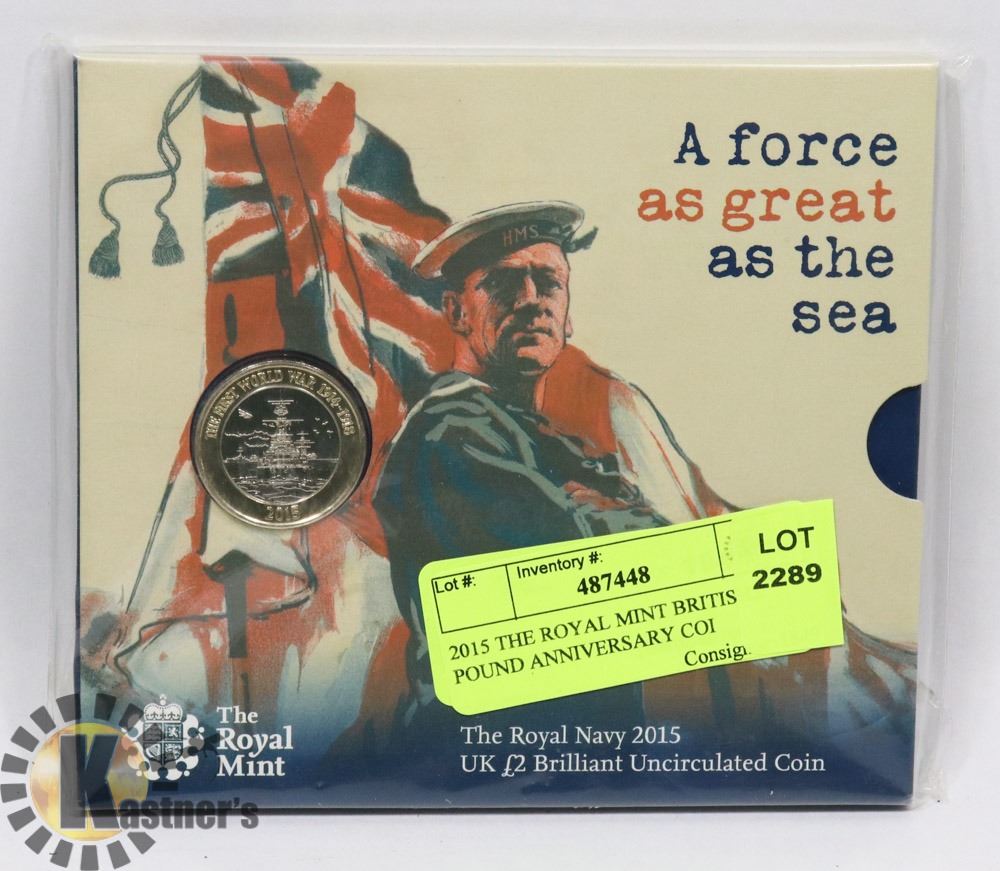 A force
as great
as the
sea
HMS
THE FIRST WORLD WAR 1914-1918
2015
Lot #:
Inventory #:
487448
LOT
2289
2015 THE ROYAL MINT BRITIS
POUND ANNIVERSARY COI
Consign
The
Royal
Mint
The Royal Navy 2015
UK £2 Brilliant Uncirculated Coin
Kastner's